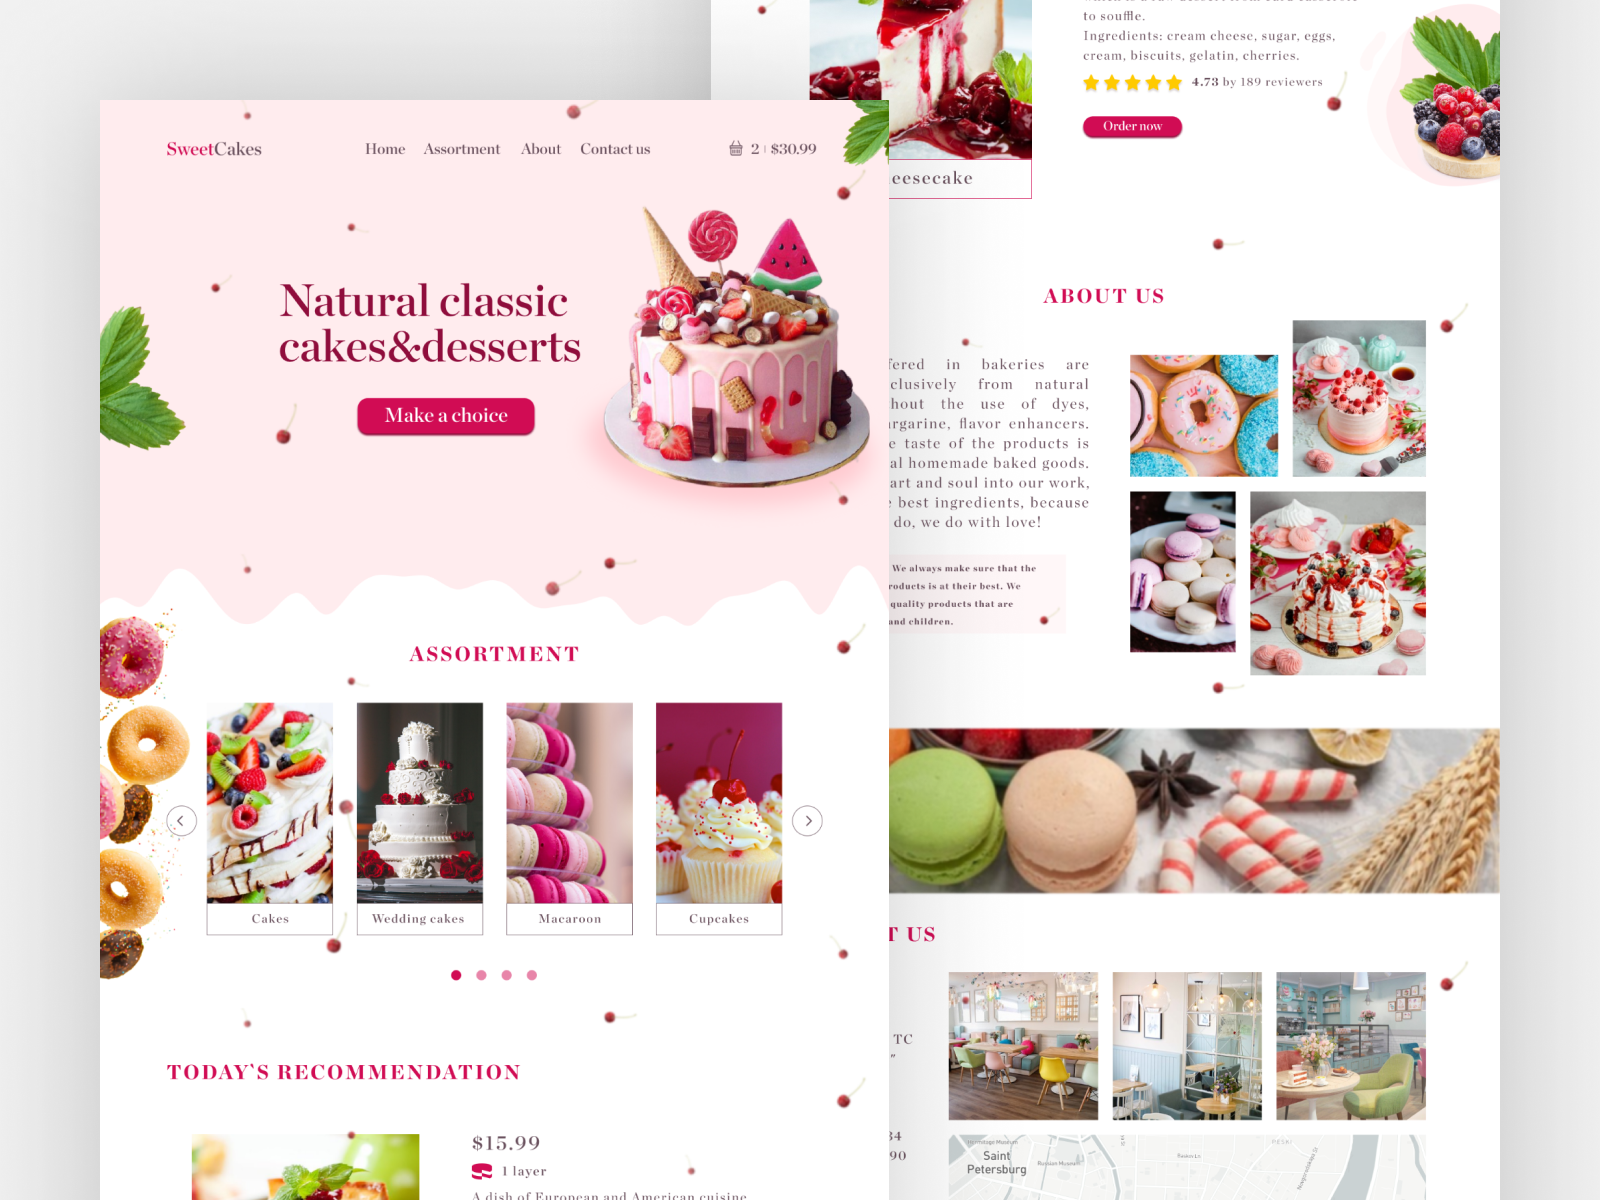 SweetCakes
Home Assortment About Contact us
2 | $30.99
Natural classic
cakes&desserts
Make a choice
ASSORTMENT
Cakes
Wedding cakes
Macaroon
Cupcakes
TODAY'S RECOMMENDATION
$15.99
1 layer
A dish of European and American cuisine
to souffle.
Ingredients: cream cheese, sugar, eggs,
cream, biscuits, gelatin, cherries.
4.73 by 189 reviewers
Order now
eesecake
ABOUT US
fered in bakeries are
clusively from natural
hout the use of dyes,
rgarine, flavor enhancers.
e taste of the products is
al homemade baked goods.
art and soul into our work,
e best ingredients, because
do, we do with love!
We always make sure that the
roducts is at their best. We
quality products that are
and children.
T US
TC
"
34
90
Hermitage Museum
Saint
Petersburg
Russian Museum
PESKI